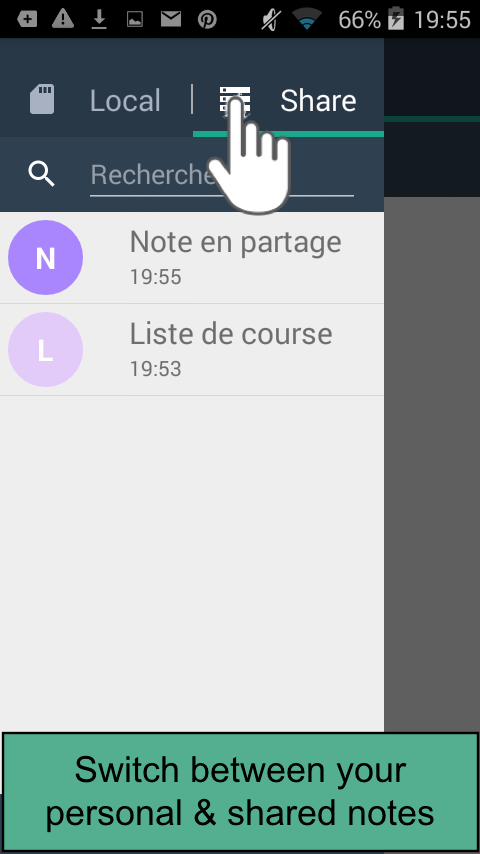 66% 19:55
Local Share
Recherche
N Note en partage
19:55
L Liste de course
19:53
Switch between your
personal & shared notes